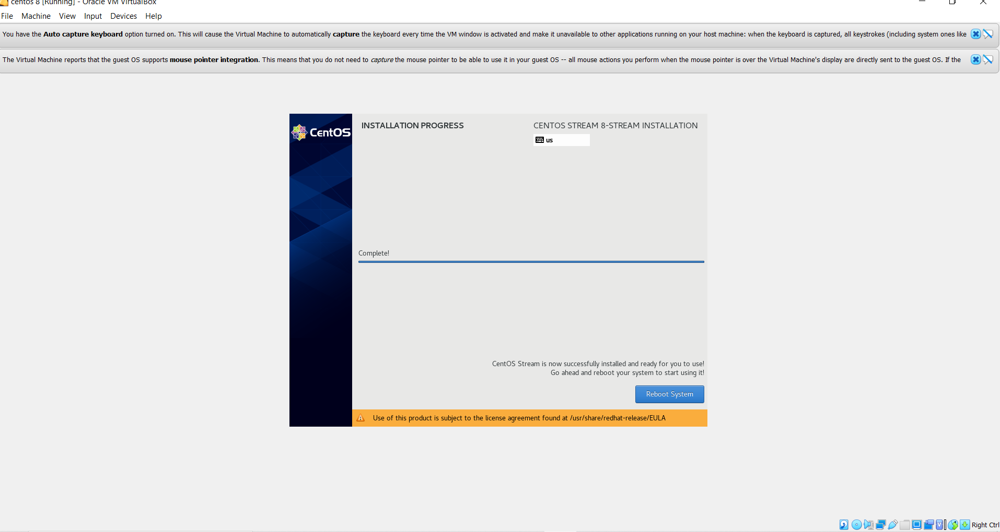 centos 8 [Running] - Oracle VM VirtualBox
File Machine View Input Devices Help
You have the Auto capture keyboard option turned on. This will cause the Virtual Machine to automatically capture the keyboard every time the VM window is activated and make it unavailable to other applications running on your host machine: when the keyboard is captured, all keystrokes (including system ones like
The Virtual Machine reports that the guest OS supports mouse pointer integration. This means that you do not need to capture the mouse pointer to be able to use it in your guest OS -- all mouse actions you perform when the mouse pointer is over the Virtual Machine's display are directly sent to the guest OS. If the
CentOS
INSTALLATION PROGRESS
CENTOS STREAM 8-STREAM INSTALLATION
us
Complete!
CentOS Stream is now successfully installed and ready for you to use!
Go ahead and reboot your system to start using it!
Reboot System
Use of this product is subject to the license agreement found at /usr/share/redhat-release/EULA
Right Ctrl